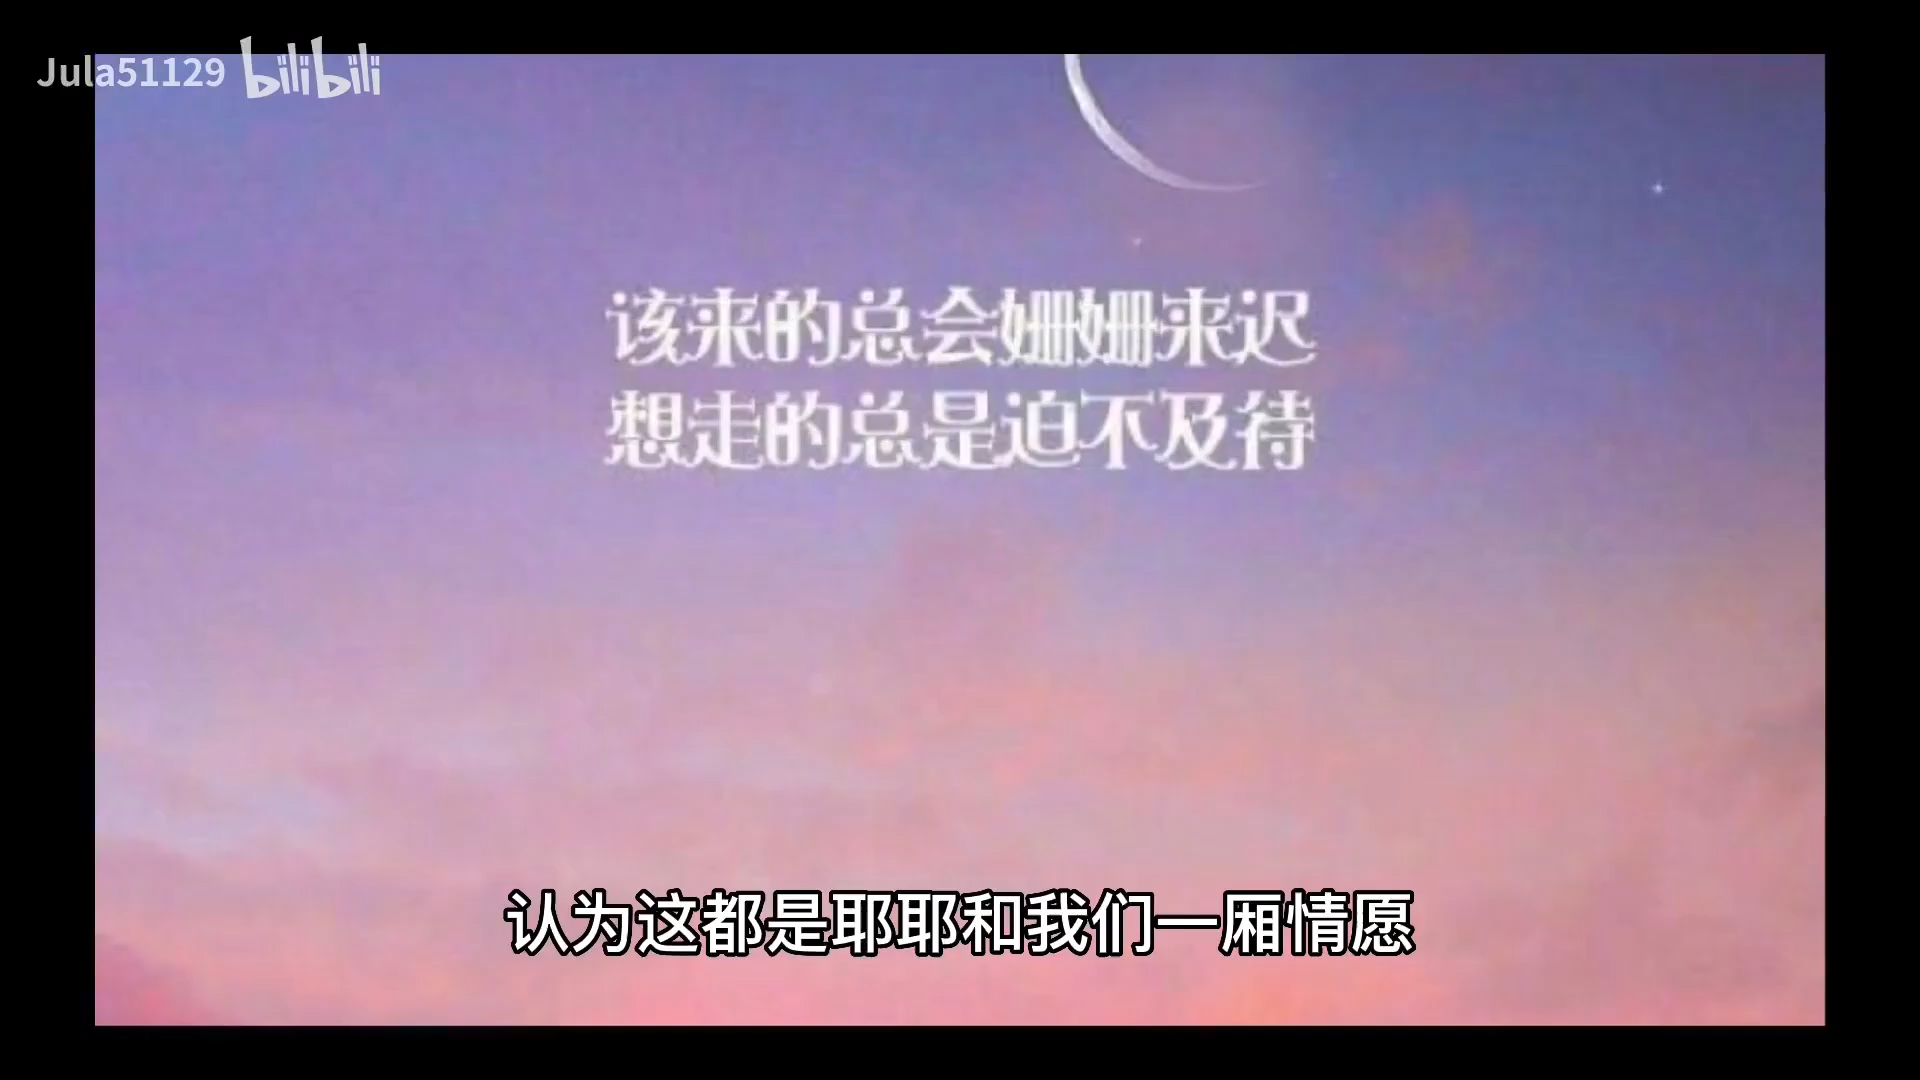 Jula51129 bilibili
该来的总会姗姗来迟
想走的总是迫不及待
认为这都是耶耶和我们一厢情愿